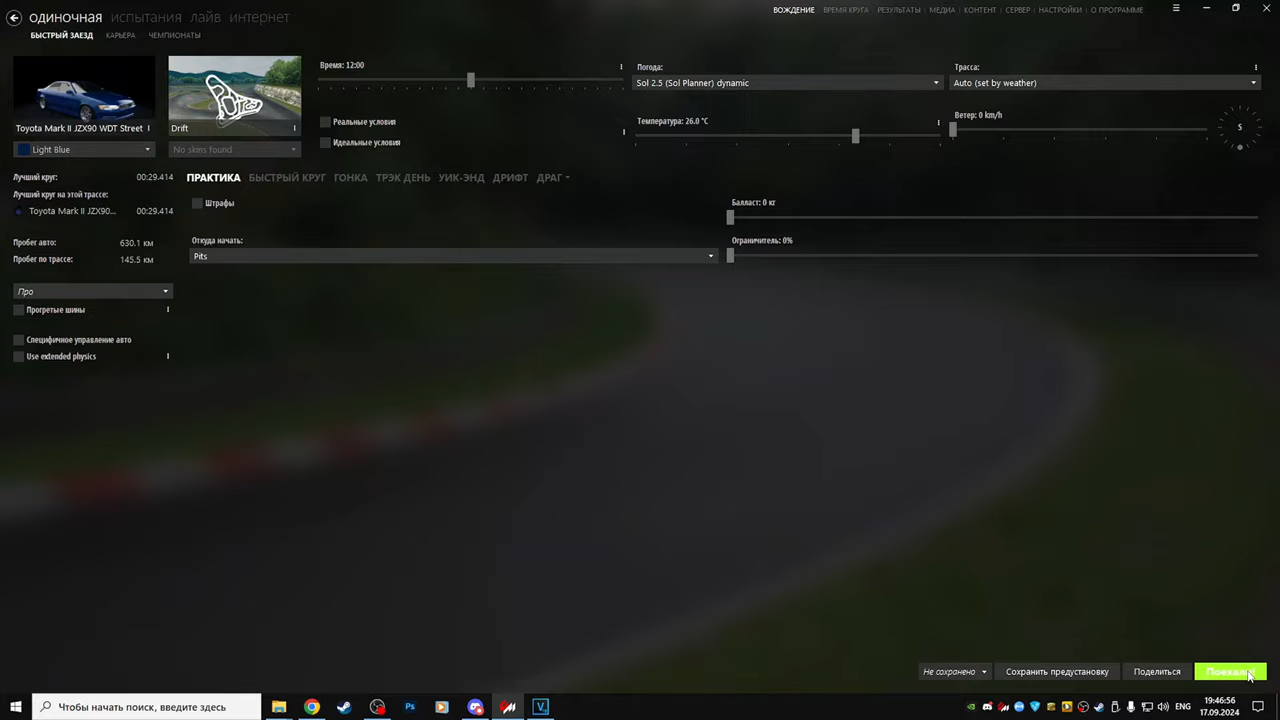 одиночная испытания лайв интернет
ВОЖДЕНИЕ ВРЕМЯ КРУГА РЕЗУЛЬТАТЫ МЕДИА КОНТЕНТ СЕРВЕР НАСТРОЙКИ О ПРОГРАММЕ
БЫСТРЫЙ ЗАЕЗД КАРЬЕРА ЧЕМПИОНАТЫ
Toyota Mark II JZX90 WDT Street
Light Blue
Drift
No skins found
Время: 12:00
Реальные условия
Идеальные условия
Погода:
Sol 2.5 (Sol Planner) dynamic
Температура: 26.0 °C
Трасса:
Auto (set by weather)
Ветер: 0 km/h
S
Лучший круг: 00:29.414
Лучший круг на этой трассе:
Toyota Mark II JZX90... 00:29.414
Пробег авто: 630.1 км
Пробег по трассе: 145.5 км
Про
Прогретые шины
Специфичное управление авто
Use extended physics
ПРАКТИКА БЫСТРЫЙ КРУГ ГОНКА ТРЭК ДЕНЬ УИК-ЭНД ДРИФТ ДРАГ
Штрафы
Откуда начать:
Pits
Балласт: 0 кг
Ограничитель: 0%
Не сохранено Сохранить предустановку Поделиться Поехали!
Чтобы начать поиск, введите здесь
Ps
V
ENG
19:46:56
17.09.2024